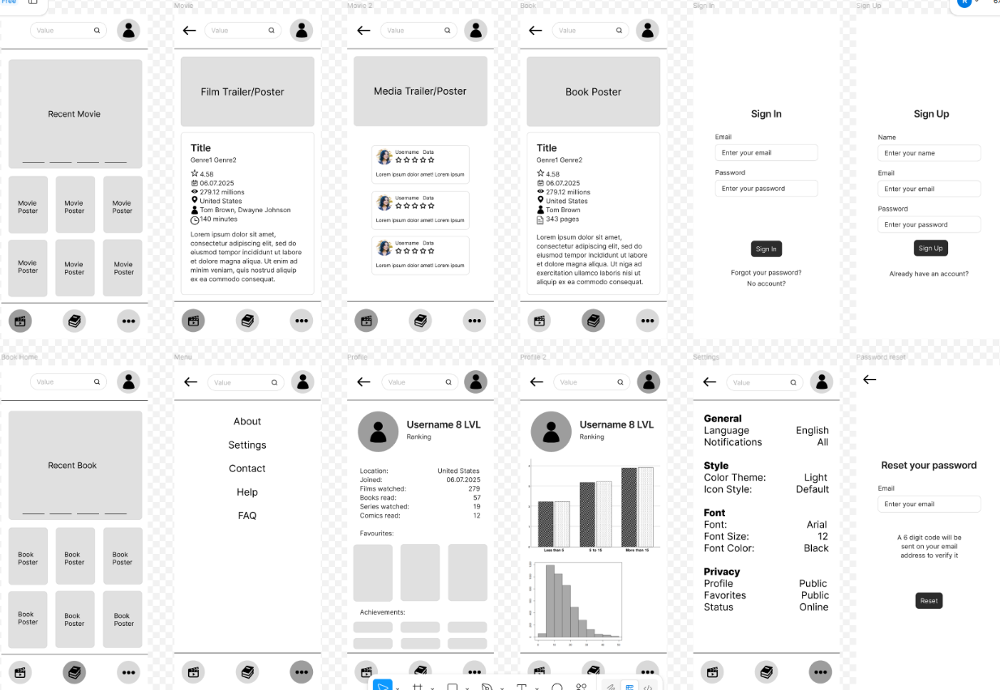 Free
Value
Recent Movie
Movie
Poster
Movie
Poster
Movie
Poster
Movie
Poster
Movie
Poster
Movie
Poster
Movie
Value
Film Trailer/Poster
Title
Genre1 Genre2
4.58
06.07.2025
279.12 millions
United States
Tom Brown, Dwayne Johnson
140 minutes
Lorem ipsum dolor sit amet,
consectetur adipiscing elit, sed do
eiusmod tempor incididunt ut labore
et dolore magna aliqua. Ut enim ad
minim veniam, quis nostrud aliquip
ex ea commodo consequat.
Movie 2
Value
Media Trailer/Poster
Username Data
Lorem ipsum dolor amet! Lorem ipsum
Username Data
Lorem ipsum dolor amet! Lorem ipsum
Username Data
Lorem ipsum dolor amet! Lorem ipsum
Book
Value
Book Poster
Title
Genre1 Genre2
4.58
06.07.2025
279.12 millions
United States
Tom Brown
343 pages
Lorem ipsum dolor sit amet,
consectetur adipiscing elit, sed do
eiusmod tempor incididunt ut labore
et dolore magna aliqua. Ut niga ad
exercitation ullamco laboris nisi ut
aliquip ex ea commodo consequat.
Sign In
Sign In
Email
Enter your email
Password
Enter your password
Sign In
Forgot your password?
No account?
Sign Up
R
Sign Up
Name
Enter your name
Email
Enter your email
Password
Enter your password
Sign Up
Already have an account?
Book Home
Value
Recent Book
Book
Poster
Book
Poster
Book
Poster
Book
Poster
Book
Poster
Book
Poster
Menu
Value
About
Settings
Contact
Help
FAQ
Profile
Value
Username 8 LVL
Ranking
Location: United States
Joined: 06.07.2025
Films watched: 279
Books read: 57
Series watched: 19
Comics read: 12
Favourites:
Achievements:
Profile 2
Value
Username 8 LVL
Ranking
Less than 5 5 to 15 More than 15
0 10 20 30 40 50
Settings
Value
General
Language English
Notifications All
Style
Color Theme: Light
Icon Style: Default
Font
Font: Arial
Font Size: 12
Font Color: Black
Privacy
Profile Public
Favorites Public
Status Online
Password reset
Reset your password
Email
Enter your email
A 6 digit code will be
sent on your email
address to verify it
Reset